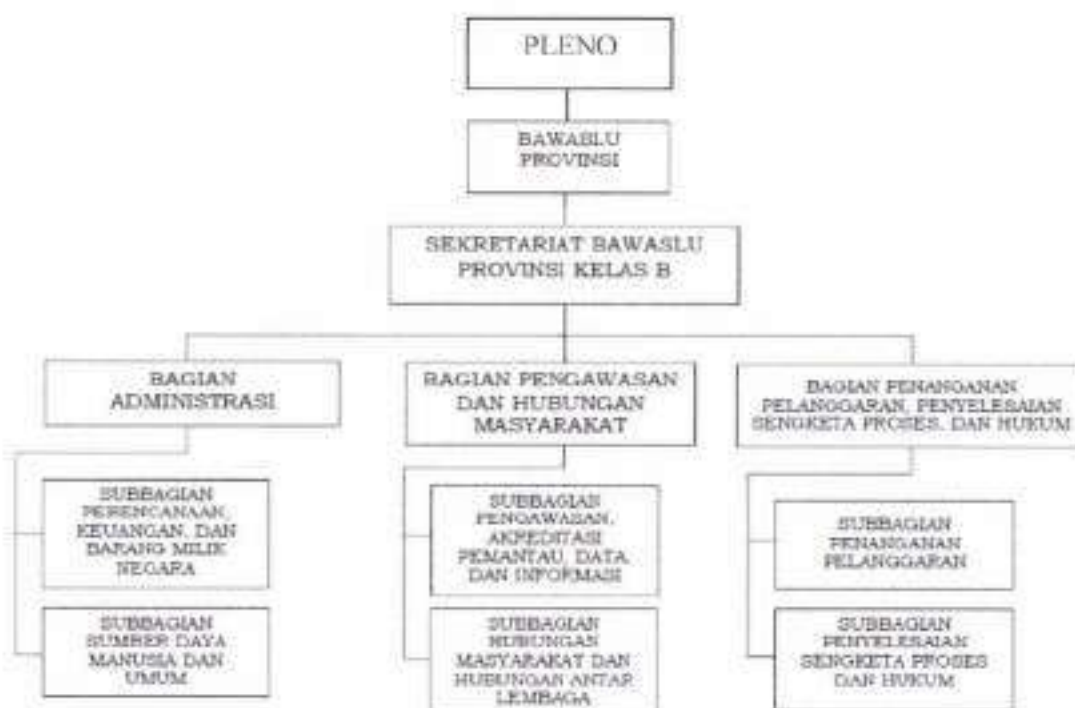 PLENO
BAWASLU
PROVINSI
SEKRETARIAT BAWASLU
PROVINSI KELAS B
BAGIAN
ADMINISTRASI
BAGIAN PENGAWASAN
DAN HUBUNGAN
MASYARAKAT
BAGIAN PENANGANAN
PELANGGARAN, PENYELESAIAN
SENGKETA PROSES, DAN HUKUM
SUBBAGIAN
PERENCANAAN,
KEUANGAN, DAN
BARANG MILIK
NEGARA
SUBBAGIAN
PENGAWASAN,
AKREDITASI
PEMANTAU, DATA
DAN INFORMASI
SUBBAGIAN
PENANGANAN
PELANGGARAN
SUBBAGIAN
SUMBER DAYA
MANUSIA DAN
UMUM
SUBBAGIAN
HUBUNGAN
MASYARAKAT DAN
HUBUNGAN ANTAR
LEMBAGA
SUBBAGIAN
PENYELESAIAN
SENGKETA PROSES
DAN HUKUM